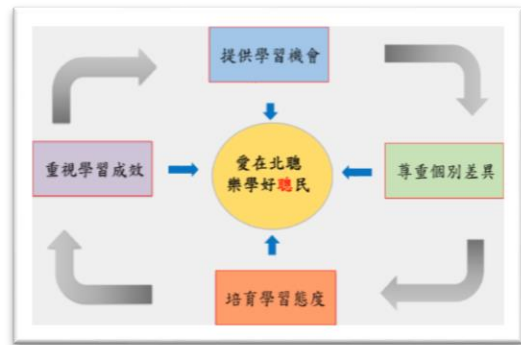 提供學習機會
重視學習成效
愛在北聰
樂學好聰民
尊重個別差異
培育學習態度